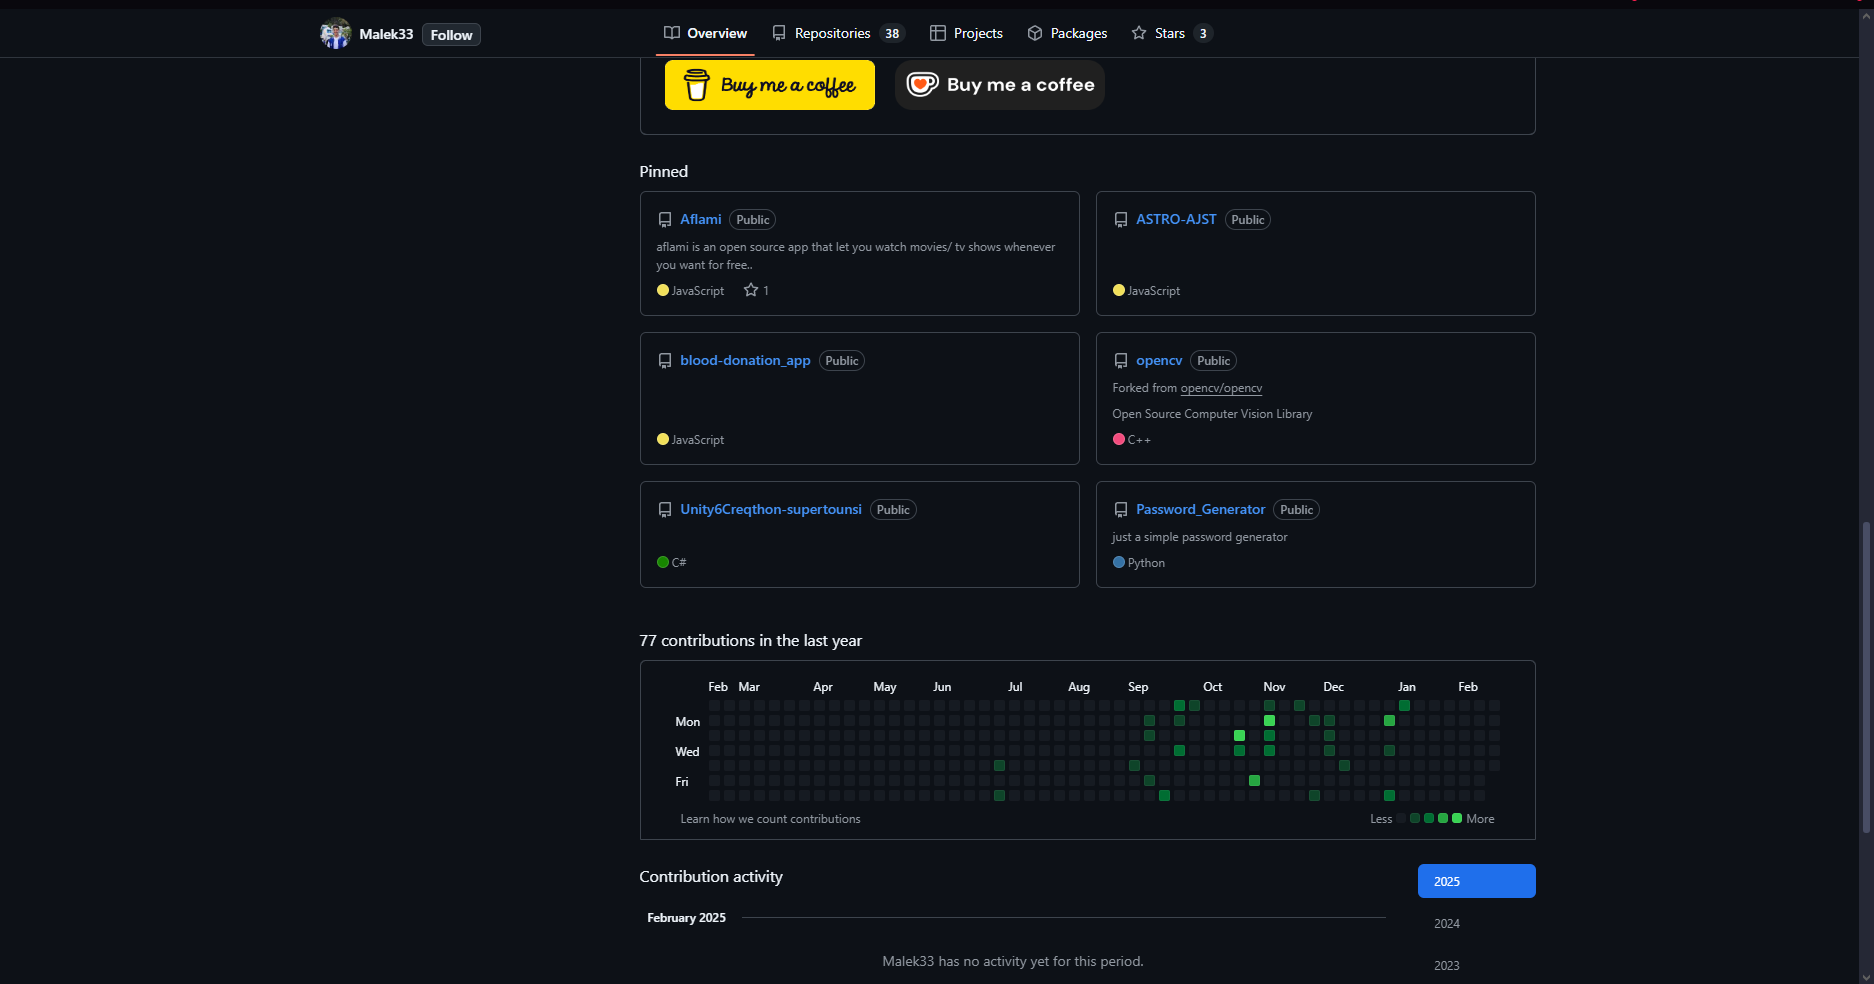 Malek33 Follow Overview Repositories 38 Projects Packages Stars 3
Buy me a coffee Buy me a coffee
Pinned
Aflami Public
aflami is an open source app that let you watch movies/ tv shows whenever
you want for free..
JavaScript 1
ASTRO-AJST Public
JavaScript
blood-donation_app Public
JavaScript
opencv Public
Forked from opencv/opencv
Open Source Computer Vision Library
C++
Unity6Creqthon-supertounsi Public
C#
Password_Generator Public
just a simple password generator
Python
77 contributions in the last year
Feb Mar Apr May Jun Jul Aug Sep Oct Nov Dec Jan Feb
Mon
Wed
Fri
Learn how we count contributions Less More
Contribution activity
2025
February 2025
2024
Malek33 has no activity yet for this period.
2023